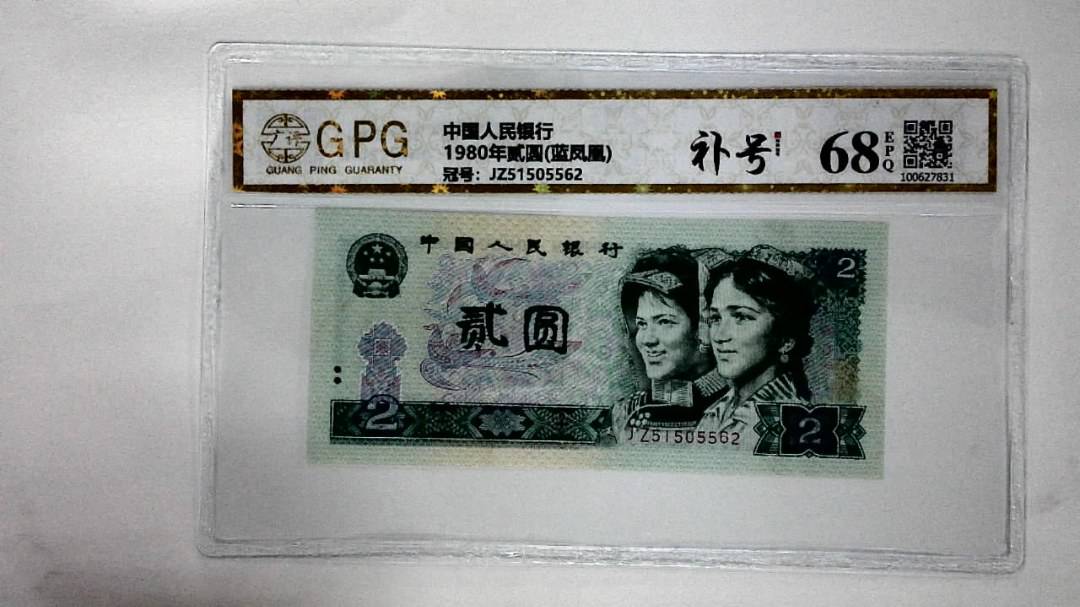 GPG
GUANG PING GUARANTY
中国人民银行
1980年贰圆(蓝凤凰)
冠号: JZ51505562
补号
68
EPQ
100627831
中国人民银行
2
贰圆
2
JZ51505562
2